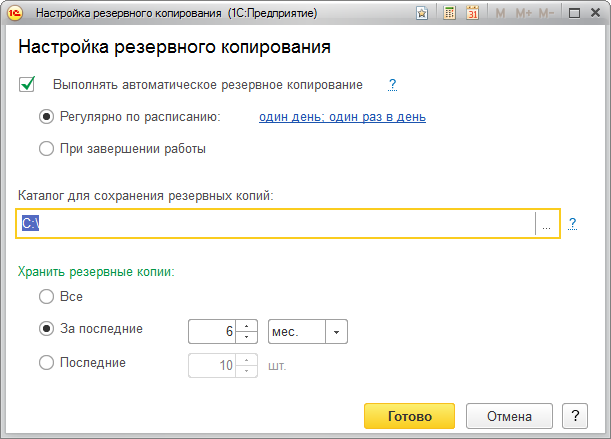 1С Настройка резервного копирования (1С:Предприятие) 31 M M+ M-
Настройка резервного копирования
Выполнять автоматическое резервное копирование ?
Регулярно по расписанию: один день; один раз в день
При завершении работы
Каталог для сохранения резервных копий:
C:\ ... ?
Хранить резервные копии:
Все
За последние 6 мес.
Последние 10 шт.
Готово Отмена ?